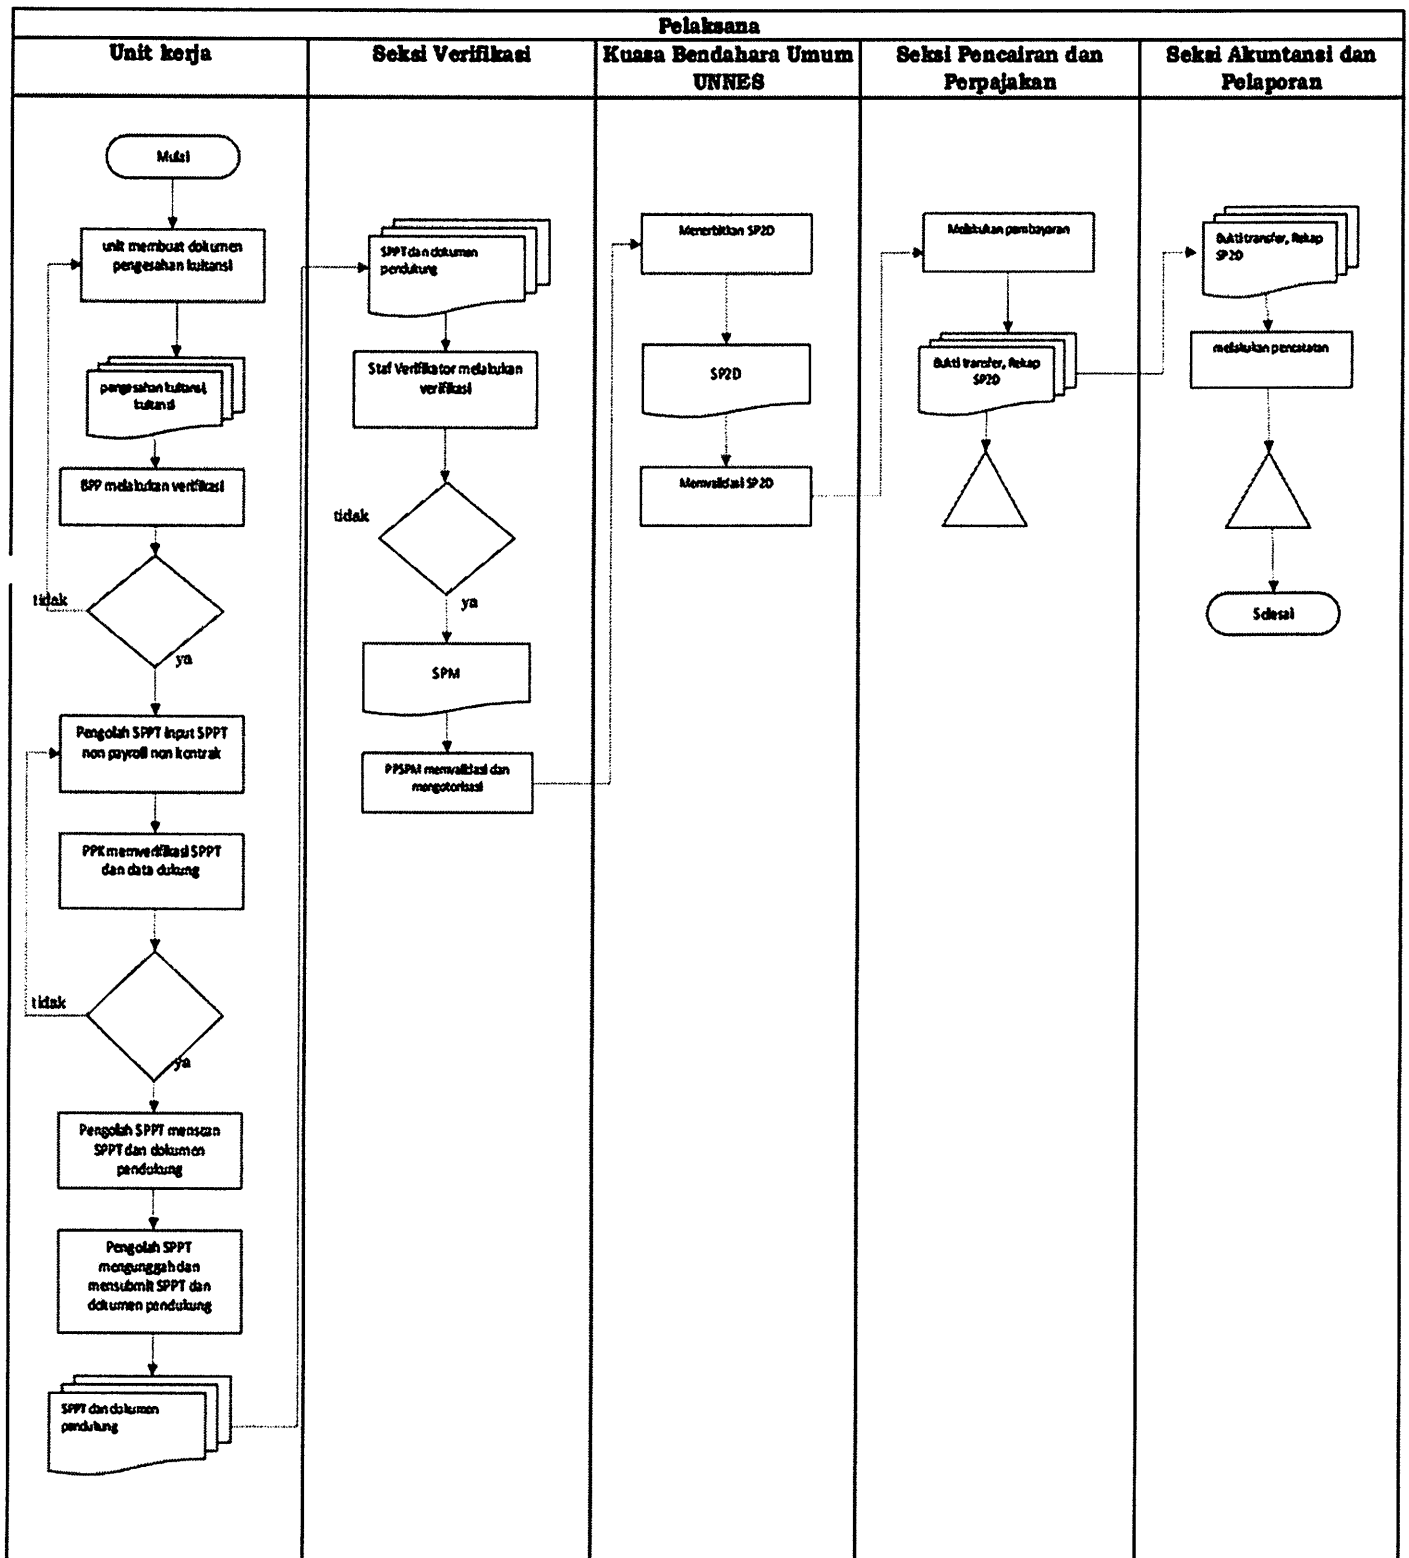 Pelaksana
Unit kerja
Seksi Verifikasi
Kuasa Bendahara Umum
UNNES
Seksi Pencairan dan
Perpajakan
Seksi Akuntansi dan
Pelaporan
Mulai
unit membuat dokumen
pengesahan kuitansi
pengesahan kuitansi,
kuitansi
BPP melakukan verifikasi
tidak
ya
Pengolah SPPT input SPPT
non payroll non kontrak
PPK memverifikasi SPPT
dan data dukung
tidak
ya
Pengolah SPPT menscan
SPPT dan dokumen
pendukung
Pengolah SPPT
mengunggah dan
mensubmit SPPT dan
dokumen pendukung
SPPT dan dokumen
pendukung
SPPT dan dokumen
pendukung
Staf Verifikator melakukan
verifikasi
tidak
ya
SPM
PPSPM memvalidasi dan
mengotorisasi
Menerbitkan SP2D
SP2D
Memvalidasi SP2D
Melakukan pembayaran
Bukti transfer, Rekap
SP2D
Bukti transfer, Rekap
SP2D
melakukan pencatatan
Selesai